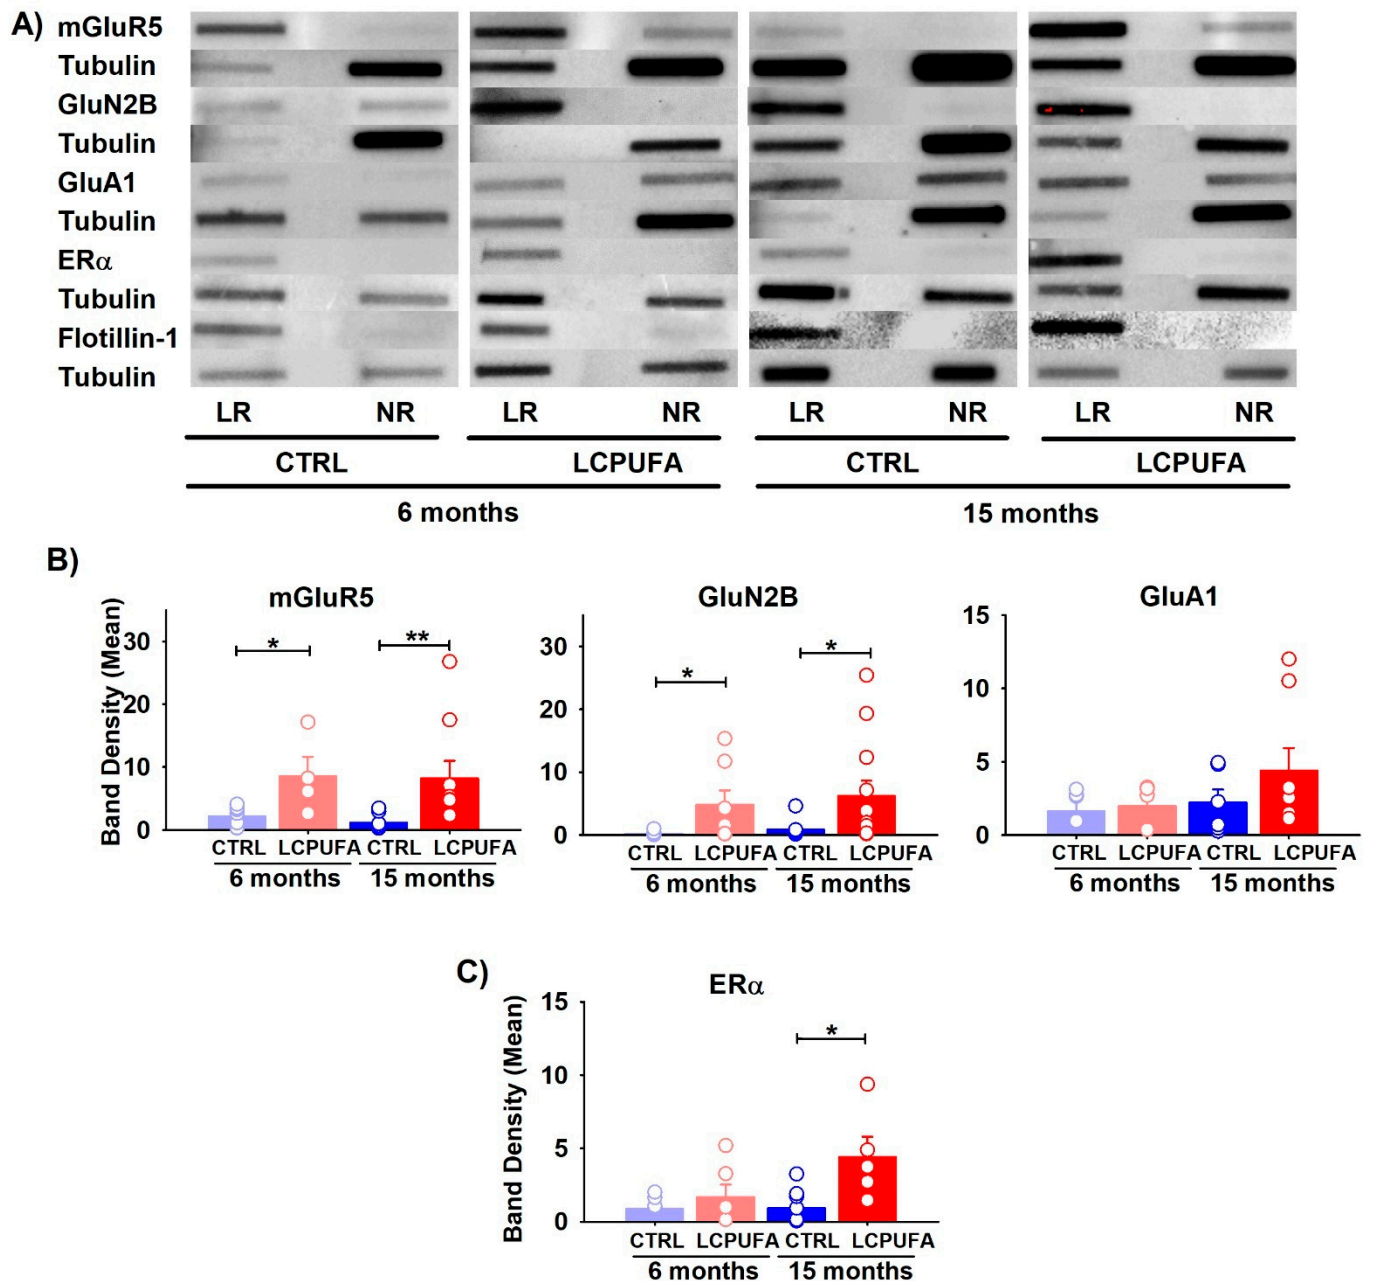 A)
mGluR5
Tubulin
GluN2B
Tubulin
GluA1
Tubulin
ERα
Tubulin
Flotillin-1
Tubulin
LR NR LR NR LR NR LR NR
CTRL LCPUFA CTRL LCPUFA
6 months 15 months
B)
mGluR5 GluN2B GluA1
Band Density (Mean)
30
20
10
0
* **
CTRL LCPUFA CTRL LCPUFA
6 months 15 months
30
20
10
0
* *
CTRL LCPUFA CTRL LCPUFA
6 months 15 months
15
10
5
0
CTRL LCPUFA CTRL LCPUFA
6 months 15 months
C)
ERα
Band Density (Mean)
15
10
5
0
*
CTRL LCPUFA CTRL LCPUFA
6 months 15 months